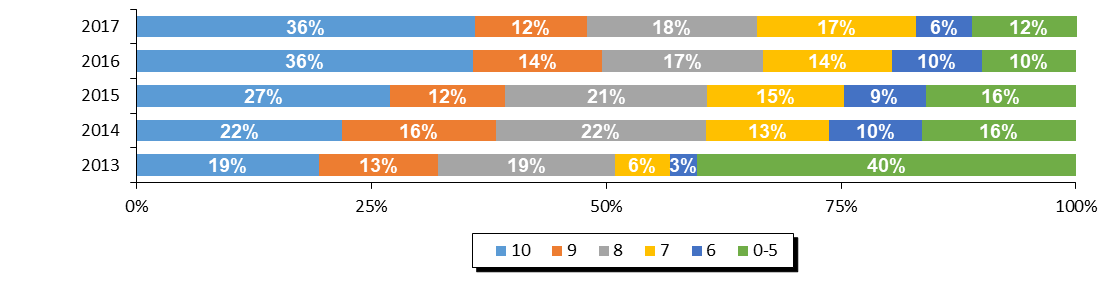 2017 36% 12% 18% 17% 6% 12%
2016 36% 14% 17% 14% 10% 10%
2015 27% 12% 21% 15% 9% 16%
2014 22% 16% 22% 13% 10% 16%
2013 19% 13% 19% 6% 3% 40%
0% 25% 50% 75% 100%
10 9 8 7 6 0-5